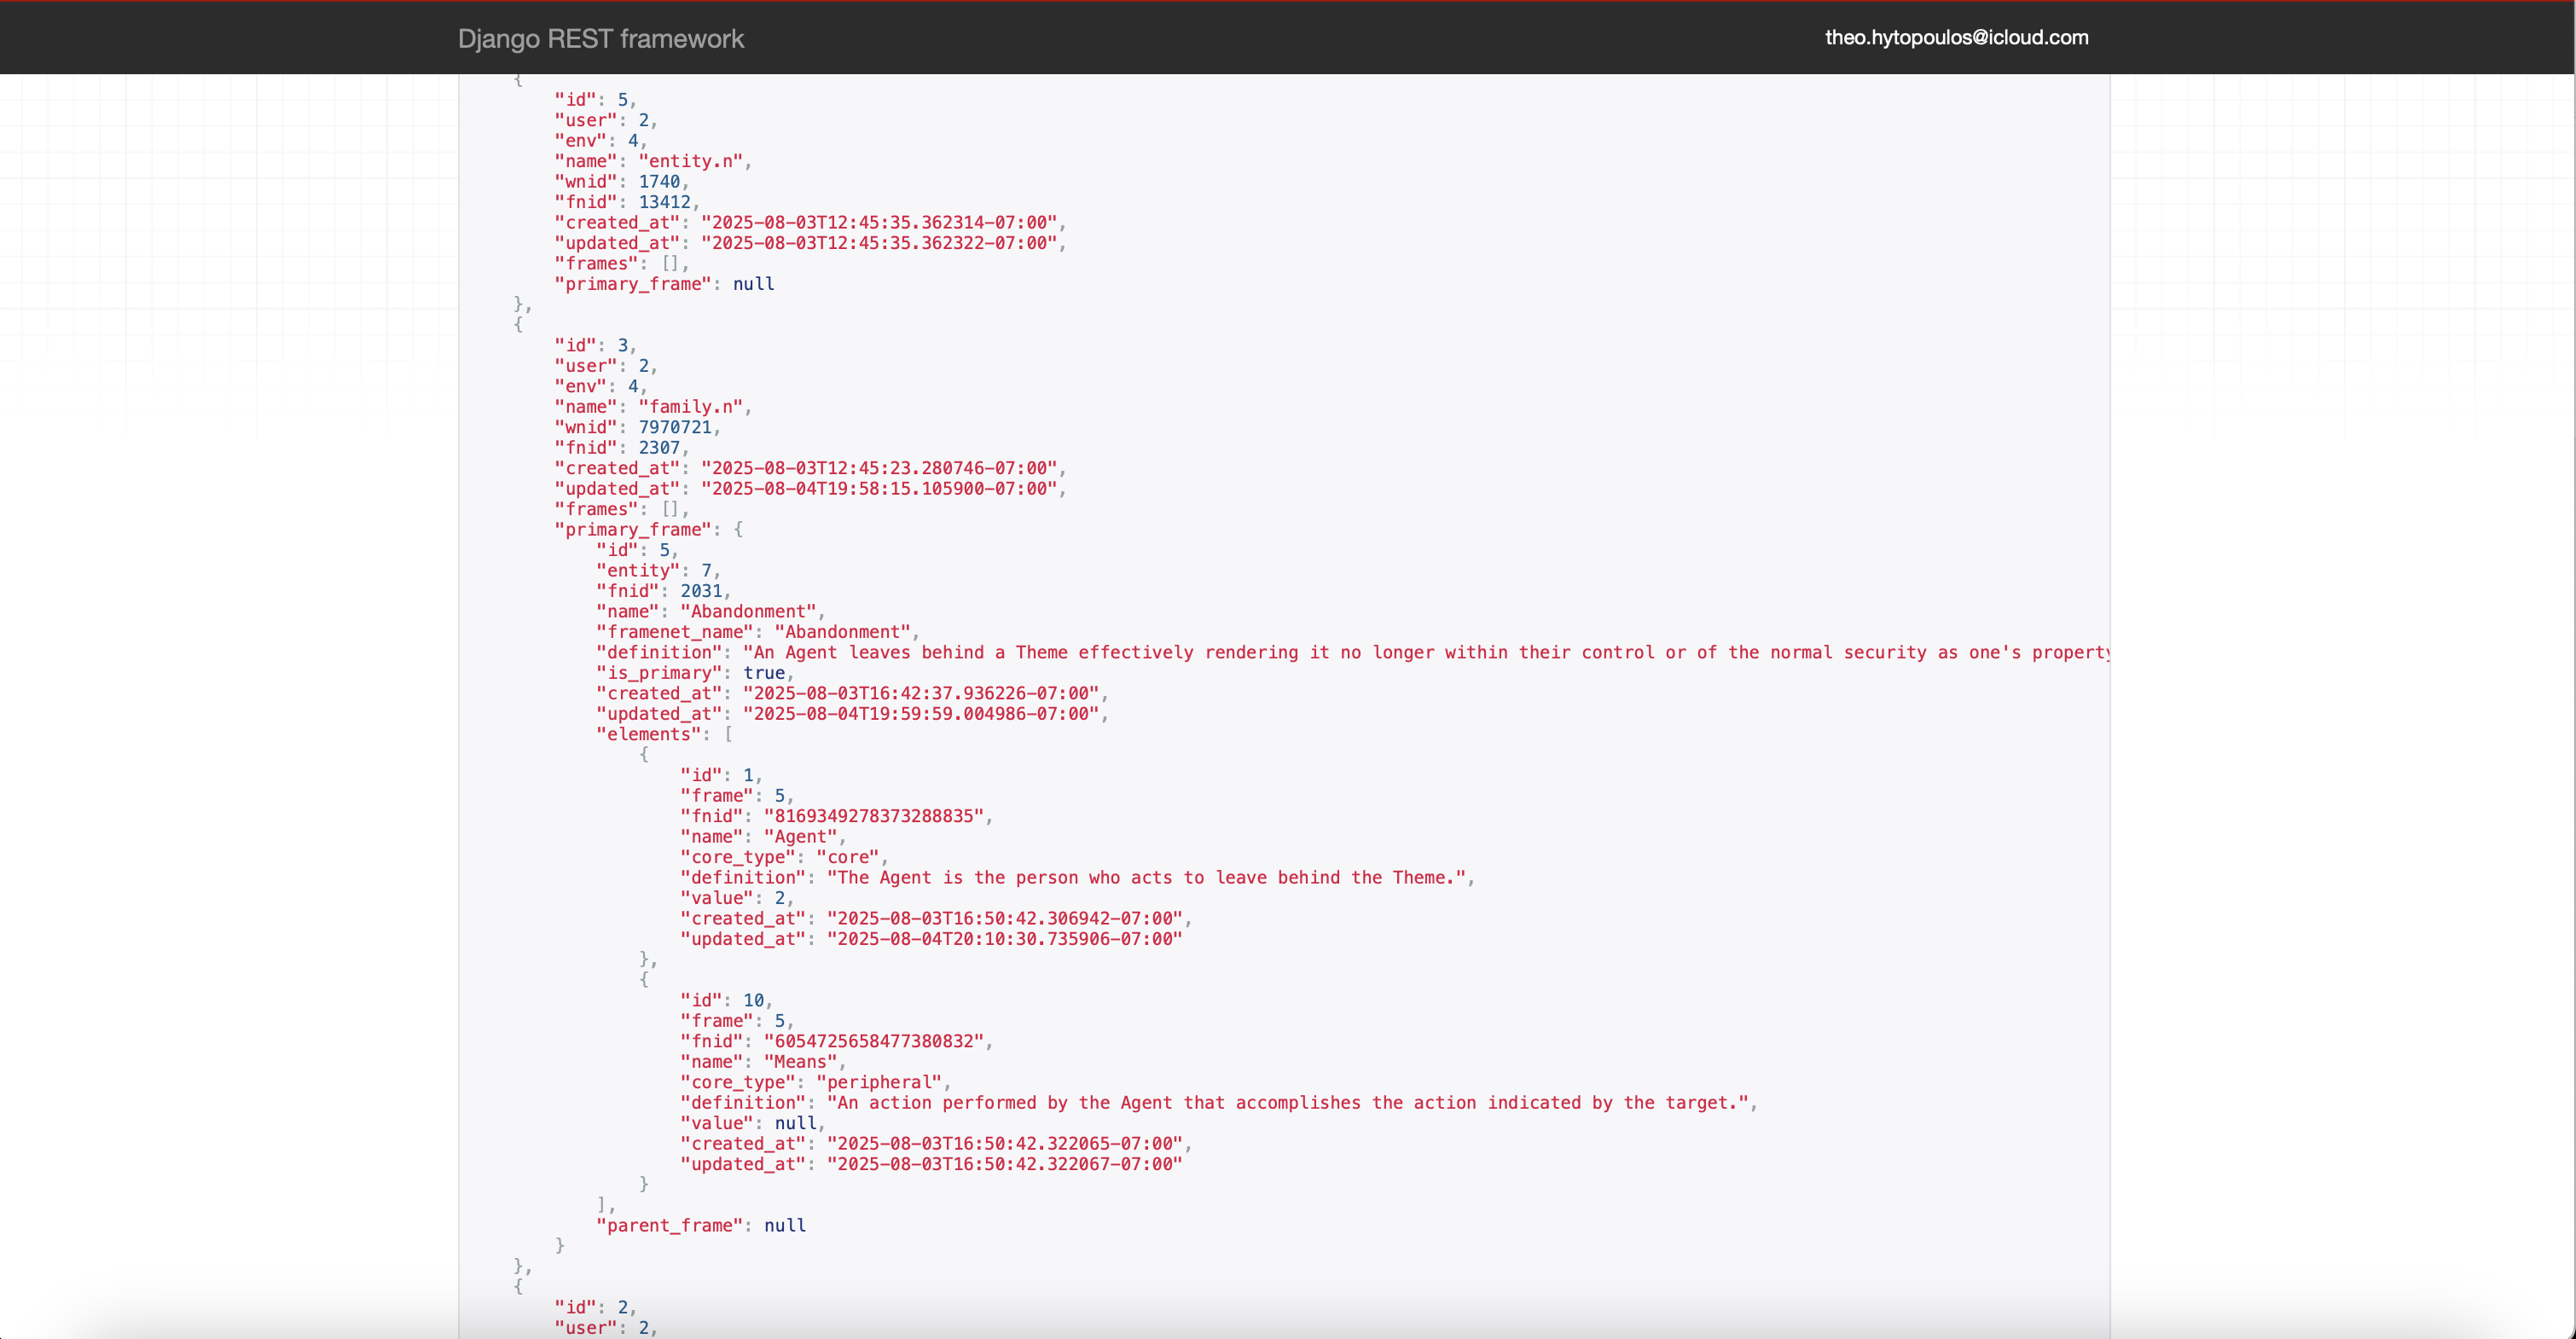 Django REST framework
theo.hytopoulos@icloud.com
{
"id": 5,
"user": 2,
"env": 4,
"name": "entity.n",
"wnid": 1740,
"fnid": 13412,
"created_at": "2025-08-03T12:45:35.362314-07:00",
"updated_at": "2025-08-03T12:45:35.362322-07:00",
"frames": [],
"primary_frame": null
},
{
"id": 3,
"user": 2,
"env": 4,
"name": "family.n",
"wnid": 7970721,
"fnid": 2307,
"created_at": "2025-08-03T12:45:23.280746-07:00",
"updated_at": "2025-08-04T19:58:15.105900-07:00",
"frames": [],
"primary_frame": {
"id": 5,
"entity": 7,
"fnid": 2031,
"name": "Abandonment",
"framenet_name": "Abandonment",
"definition": "An Agent leaves behind a Theme effectively rendering it no longer within their control or of the normal security as one's property
"is_primary": true,
"created_at": "2025-08-03T16:42:37.936226-07:00",
"updated_at": "2025-08-04T19:59:59.004986-07:00",
"elements": [
{
"id": 1,
"frame": 5,
"fnid": "8169349278373288835",
"name": "Agent",
"core_type": "core",
"definition": "The Agent is the person who acts to leave behind the Theme.",
"value": 2,
"created_at": "2025-08-03T16:50:42.306942-07:00",
"updated_at": "2025-08-04T20:10:30.735906-07:00"
},
{
"id": 10,
"frame": 5,
"fnid": "6054725658477380832",
"name": "Means",
"core_type": "peripheral",
"definition": "An action performed by the Agent that accomplishes the action indicated by the target.",
"value": null,
"created_at": "2025-08-03T16:50:42.322065-07:00",
"updated_at": "2025-08-03T16:50:42.322067-07:00"
}
],
"parent_frame": null
}
},
{
"id": 2,
"user": 2,